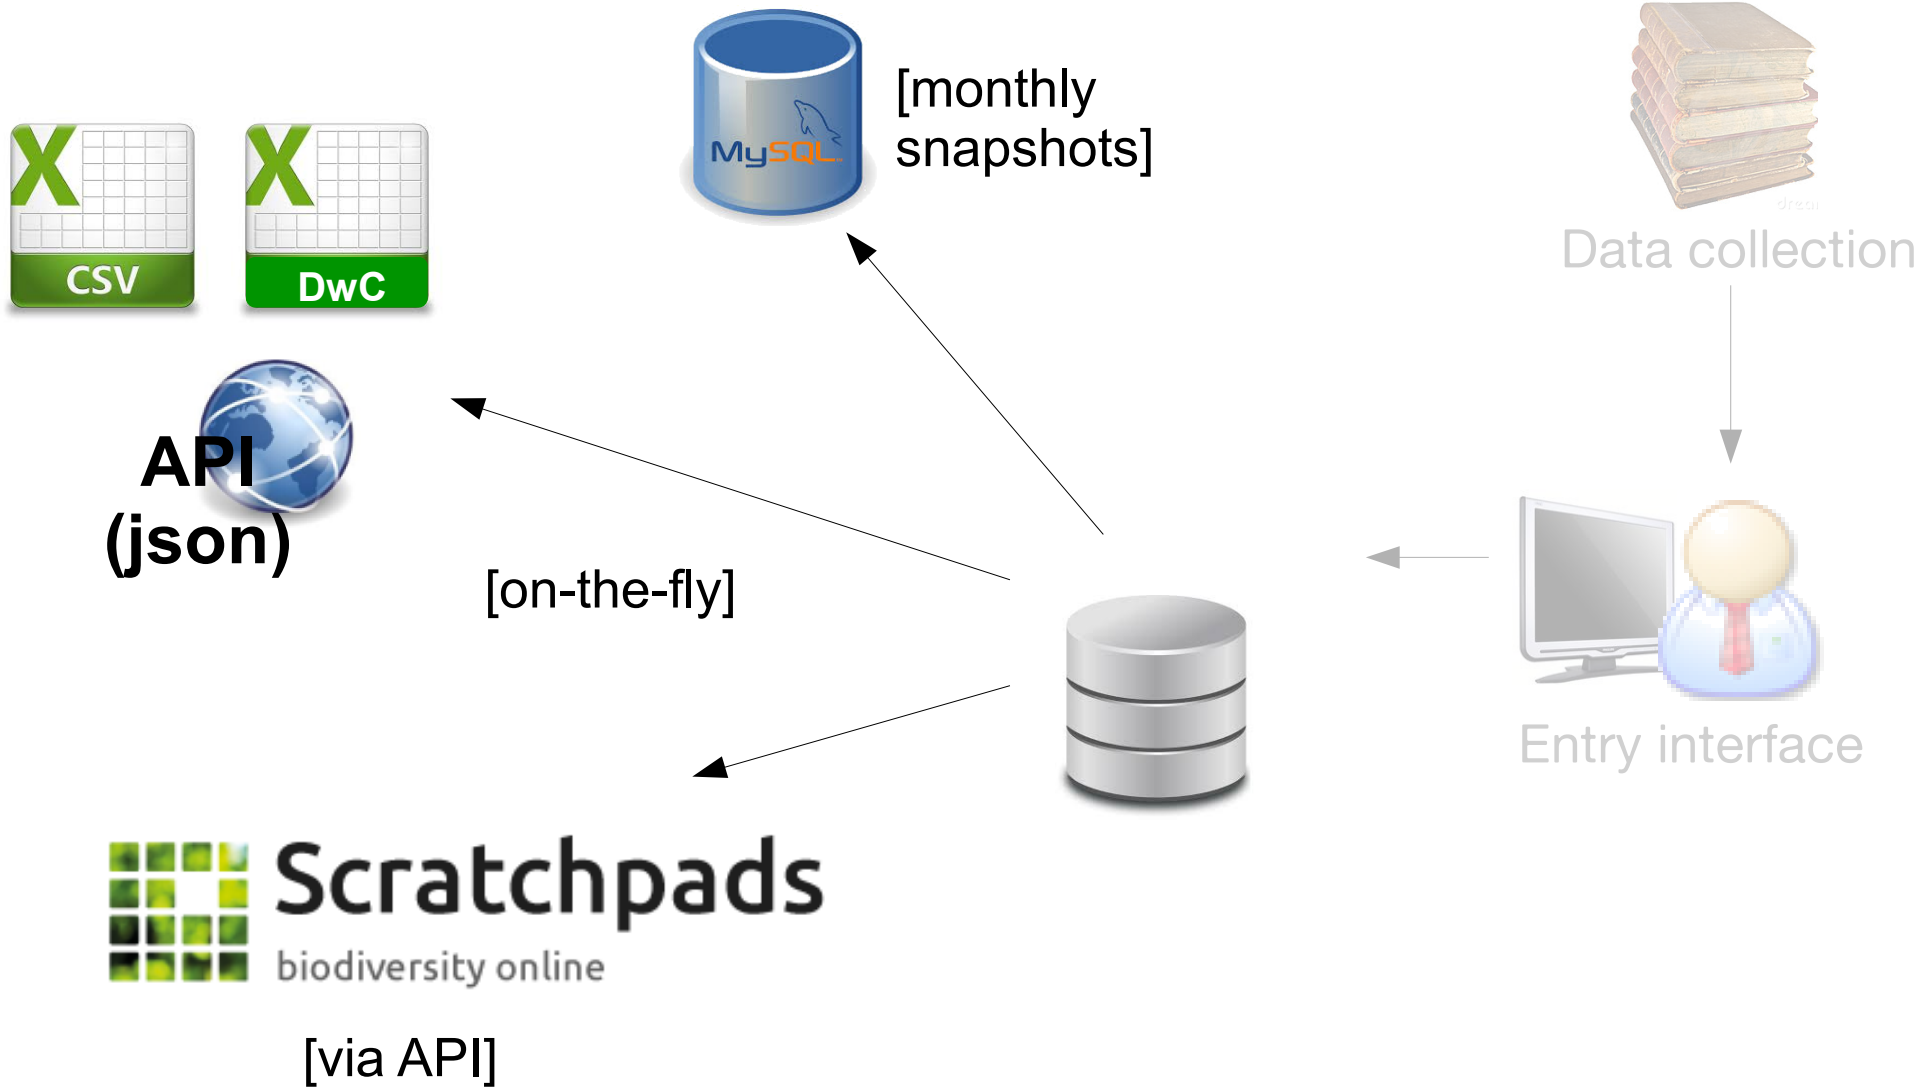 [monthly
snapshots]
MySQL
CSV
DwC
Data collection
API
(json)
[on-the-fly]
Entry interface
Scratchpads
biodiversity online
[via API]